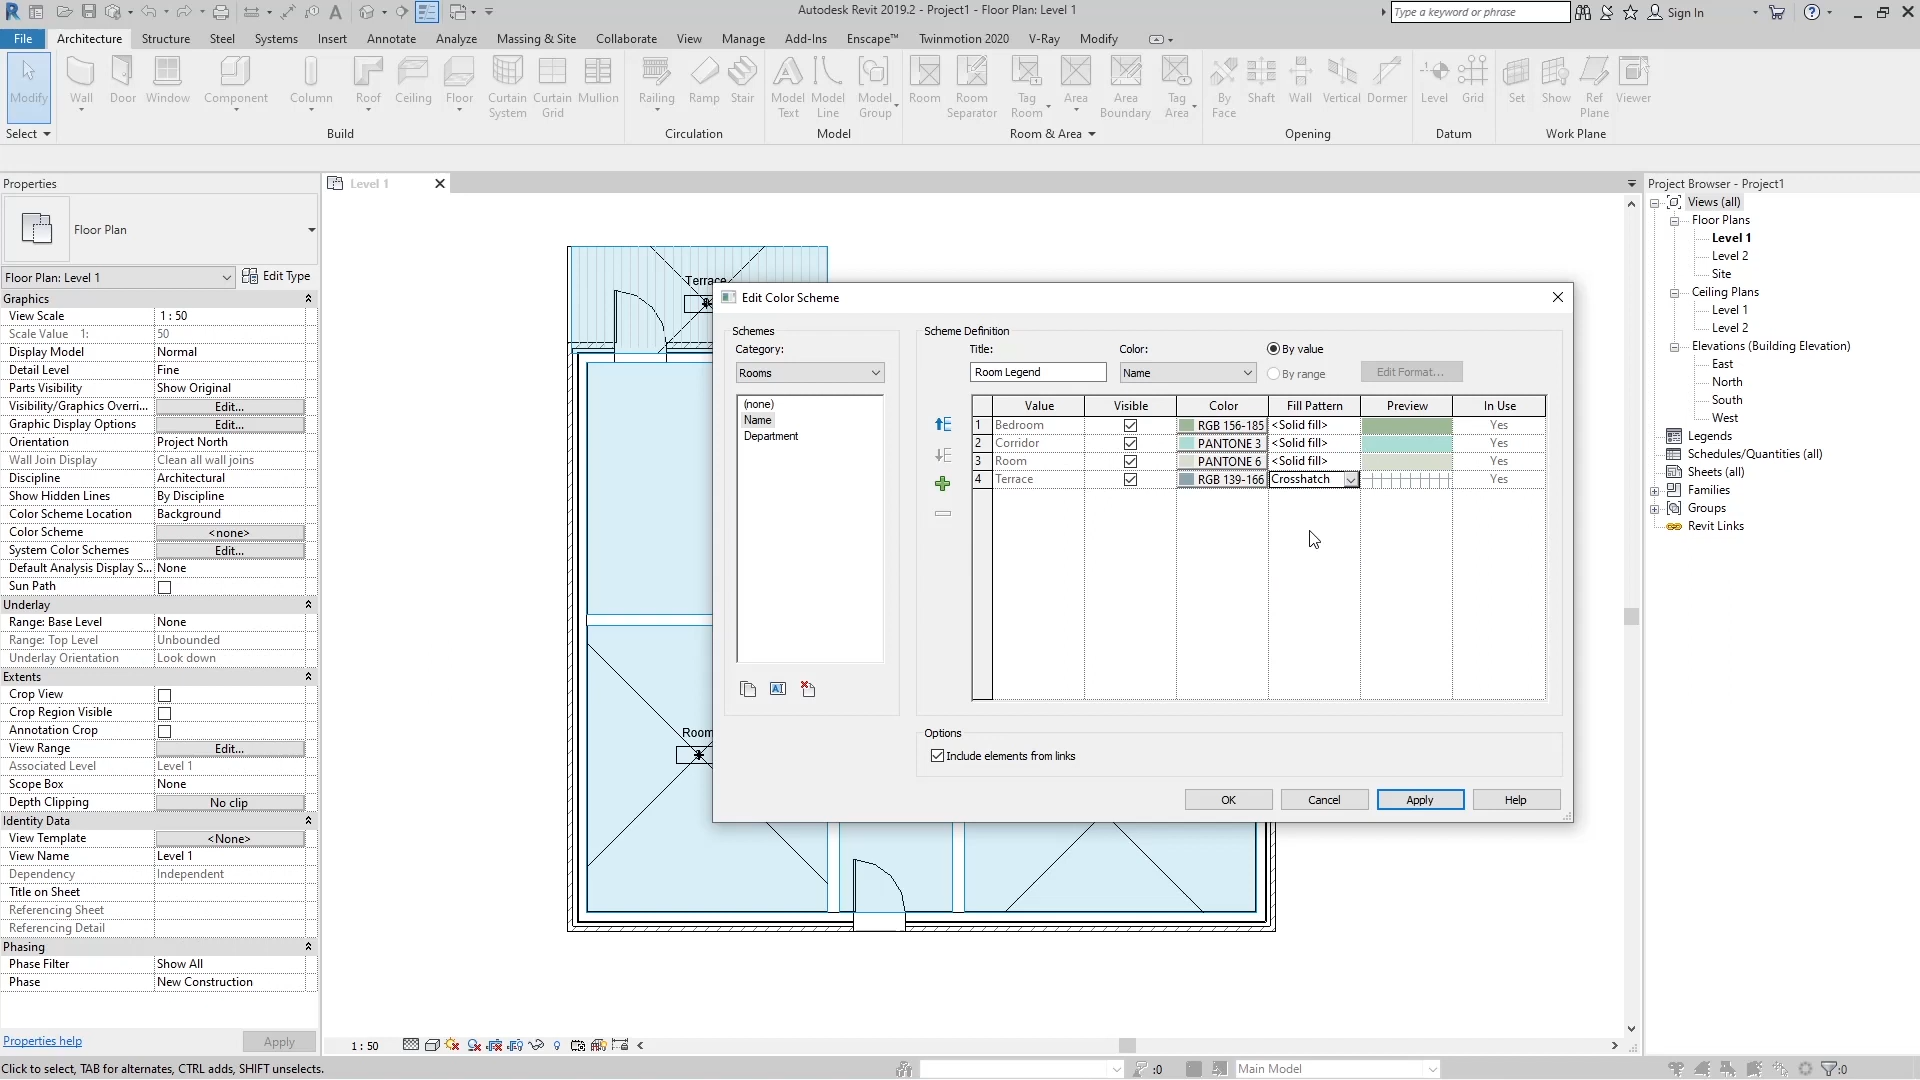 Autodesk Revit 2019.2 - Project1 - Floor Plan: Level 1
Type a keyword or phrase
Sign In
File Architecture Structure Steel Systems Insert Annotate Analyze Massing & Site Collaborate View Manage Add-Ins Enscape™ Twinmotion 2020 V-Ray Modify
Modify Wall Door Window Component Column Roof Ceiling Floor Curtain System Curtain Grid Mullion Railing Ramp Stair Model Text Model Line Model Group Room Room Separator Tag Room Area Area Boundary Tag Area By Face Shaft Wall Vertical Dormer Level Grid Set Show Ref Plane Viewer
Select Build Circulation Model Room & Area Opening Datum Work Plane
Properties
Floor Plan
Floor Plan: Level 1 Edit Type
Graphics
View Scale 1 : 50
Scale Value 1: 50
Display Model Normal
Detail Level Fine
Parts Visibility Show Original
Visibility/Graphics Overri... Edit...
Graphic Display Options Edit...
Orientation Project North
Wall Join Display Clean all wall joins
Discipline Architectural
Show Hidden Lines By Discipline
Color Scheme Location Background
Color Scheme <none>
System Color Schemes Edit...
Default Analysis Display S... None
Sun Path
Underlay
Range: Base Level None
Range: Top Level Unbounded
Underlay Orientation Look down
Extents
Crop View
Crop Region Visible
Annotation Crop
View Range Edit...
Associated Level Level 1
Scope Box None
Depth Clipping No clip
Identity Data
View Template <None>
View Name Level 1
Dependency Independent
Title on Sheet
Referencing Sheet
Referencing Detail
Phasing
Phase Filter Show All
Phase New Construction
Properties help Apply
Level 1
Terrace
Room
Edit Color Scheme
Schemes
Category:
Rooms
(none)
Name
Department
Scheme Definition
Title: Color: By value
Room Legend Name By range Edit Format...
Value Visible Color Fill Pattern Preview In Use
1 Bedroom RGB 156-185 <Solid fill> Yes
2 Corridor PANTONE 3 <Solid fill> Yes
3 Room PANTONE 6 <Solid fill> Yes
4 Terrace RGB 139-166 Crosshatch Yes
Options
Include elements from links
OK Cancel Apply Help
Project Browser - Project1
Views (all)
Floor Plans
Level 1
Level 2
Site
Ceiling Plans
Level 1
Level 2
Elevations (Building Elevation)
East
North
South
West
Legends
Schedules/Quantities (all)
Sheets (all)
Families
Groups
Revit Links
1 : 50
Click to select, TAB for alternates, CTRL adds, SHIFT unselects.
:0
Main Model
:0